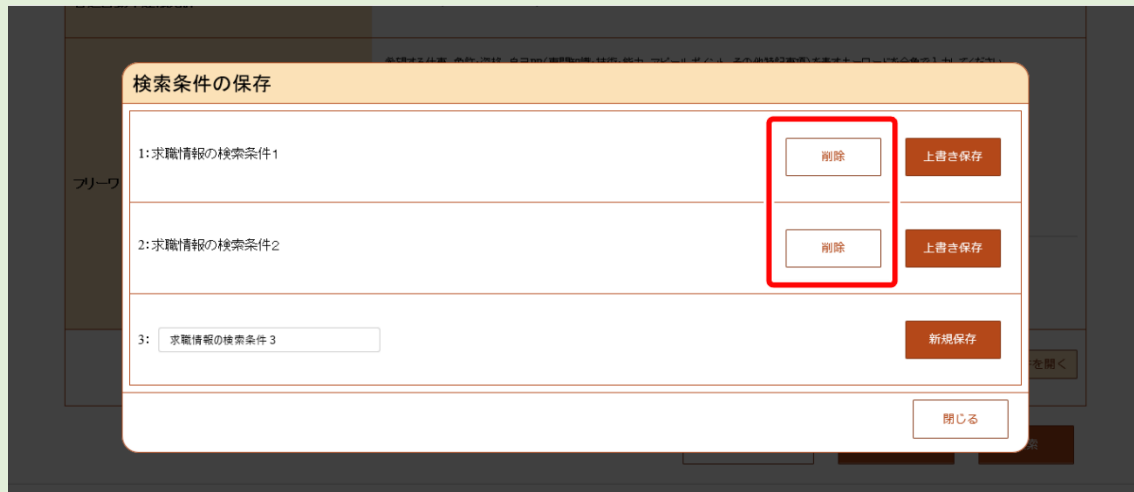 検索条件の保存
1:求職情報の検索条件1
削除
上書き保存
2:求職情報の検索条件2
削除
上書き保存
3:
求職情報の検索条件3
新規保存
閉じる
フリーワ
を開く